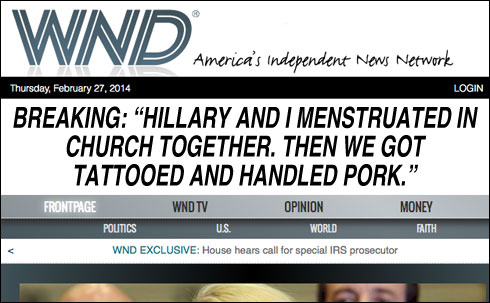 WND®
America's Independent News Network
Thursday, February 27, 2014
LOGIN
BREAKING: “HILLARY AND I MENSTRUATED IN
CHURCH TOGETHER. THEN WE GOT
TATTOOED AND HANDLED PORK.”
FRONTPAGE WND TV OPINION MONEY
POLITICS U.S. WORLD FAITH
< WND EXCLUSIVE: House hears call for special IRS prosecutor